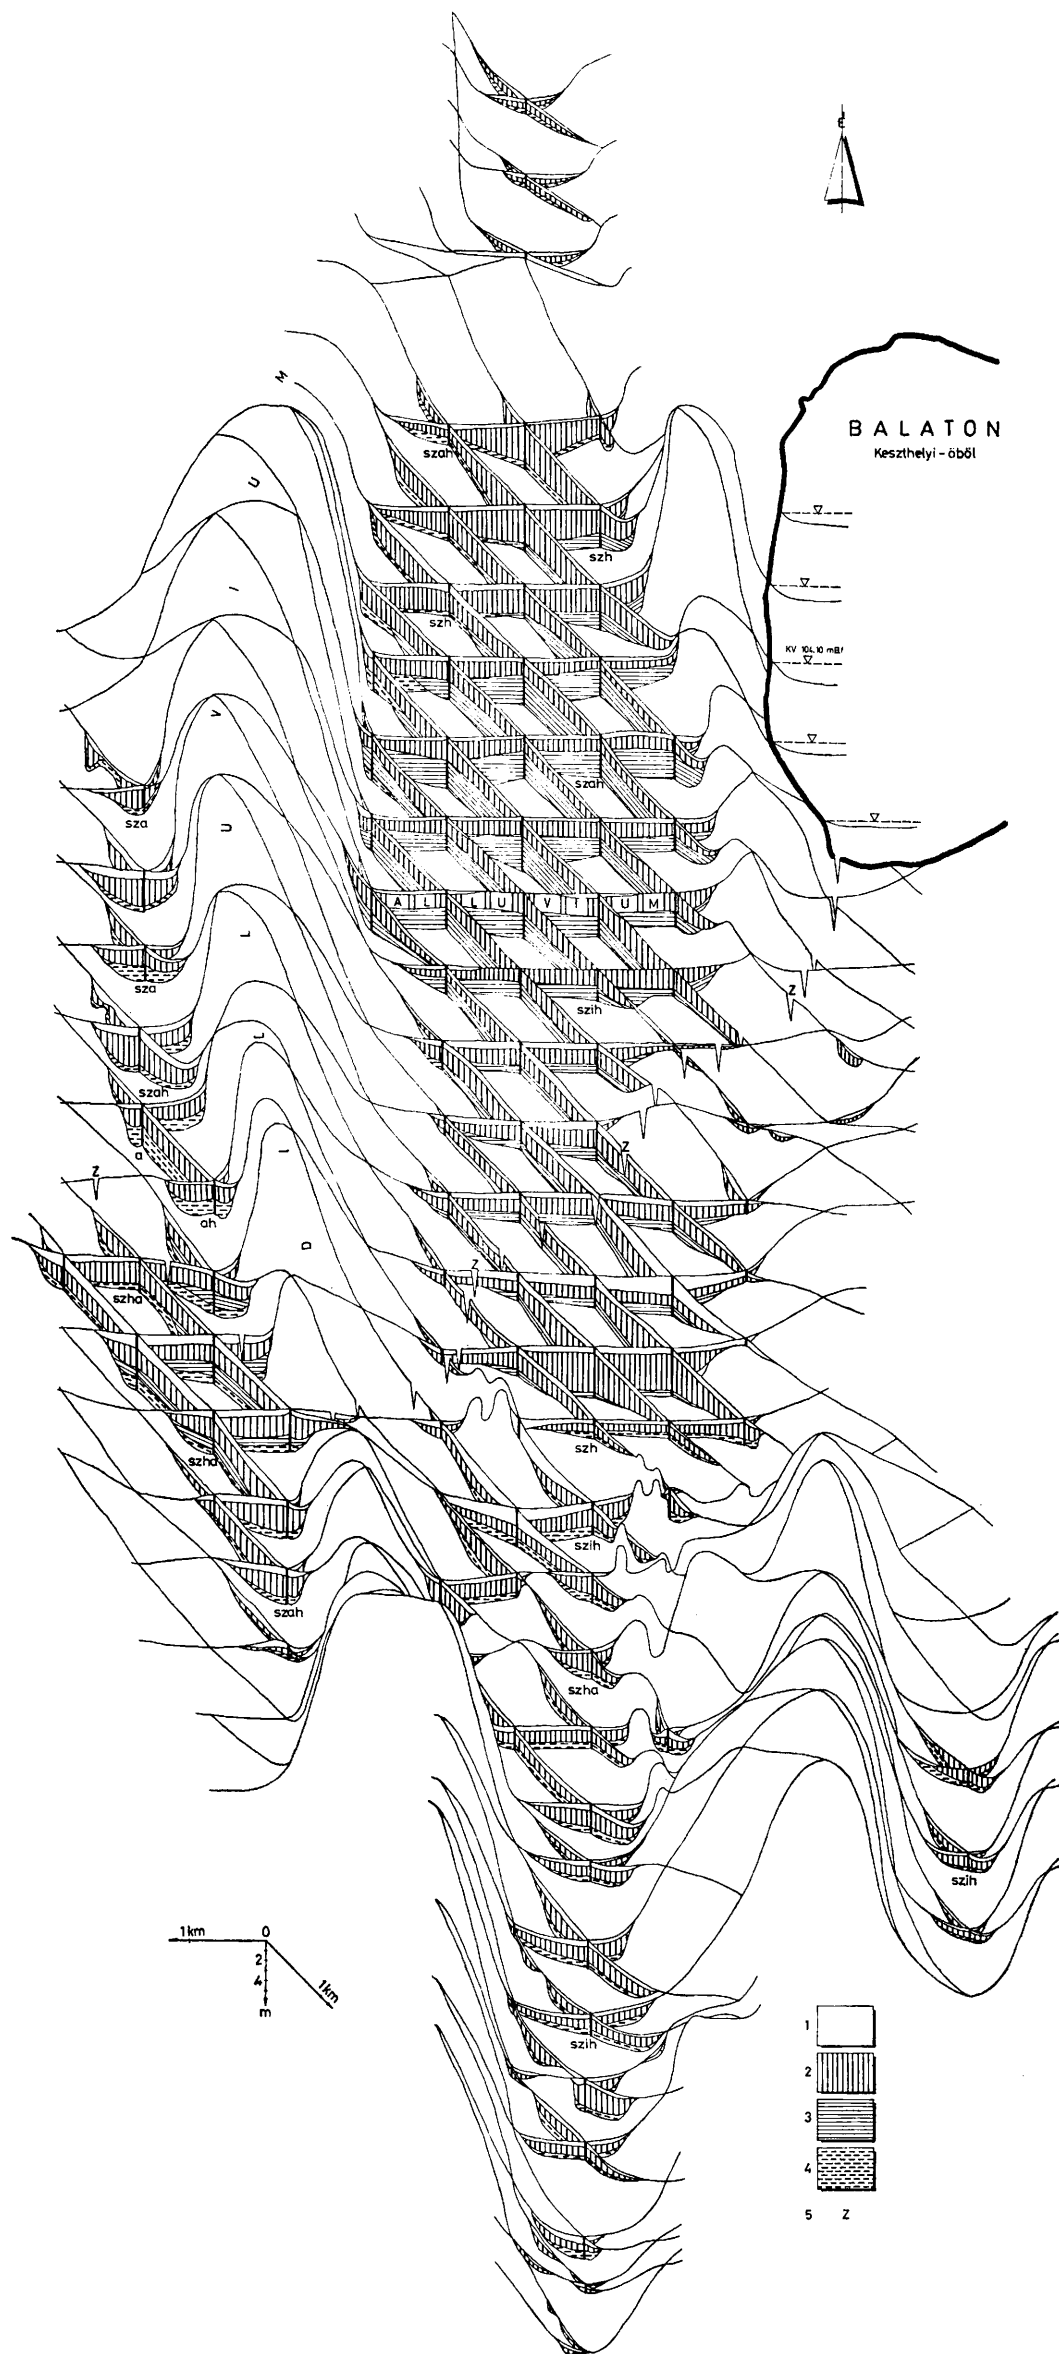 É
M
BALATON
Keszthelyi-öböl
szah
U
szh
I
szh
KV 104.10 mBf
V
szah
sza
U
ALLUVIUM
sza
L
Z
szih
szah
L
a
I
Z
Z
ah
D
Z
szha
szh
szha
szih
szah
szha
szih
1km 0
2
4
m
1km
szih
1
2
3
4
5 Z